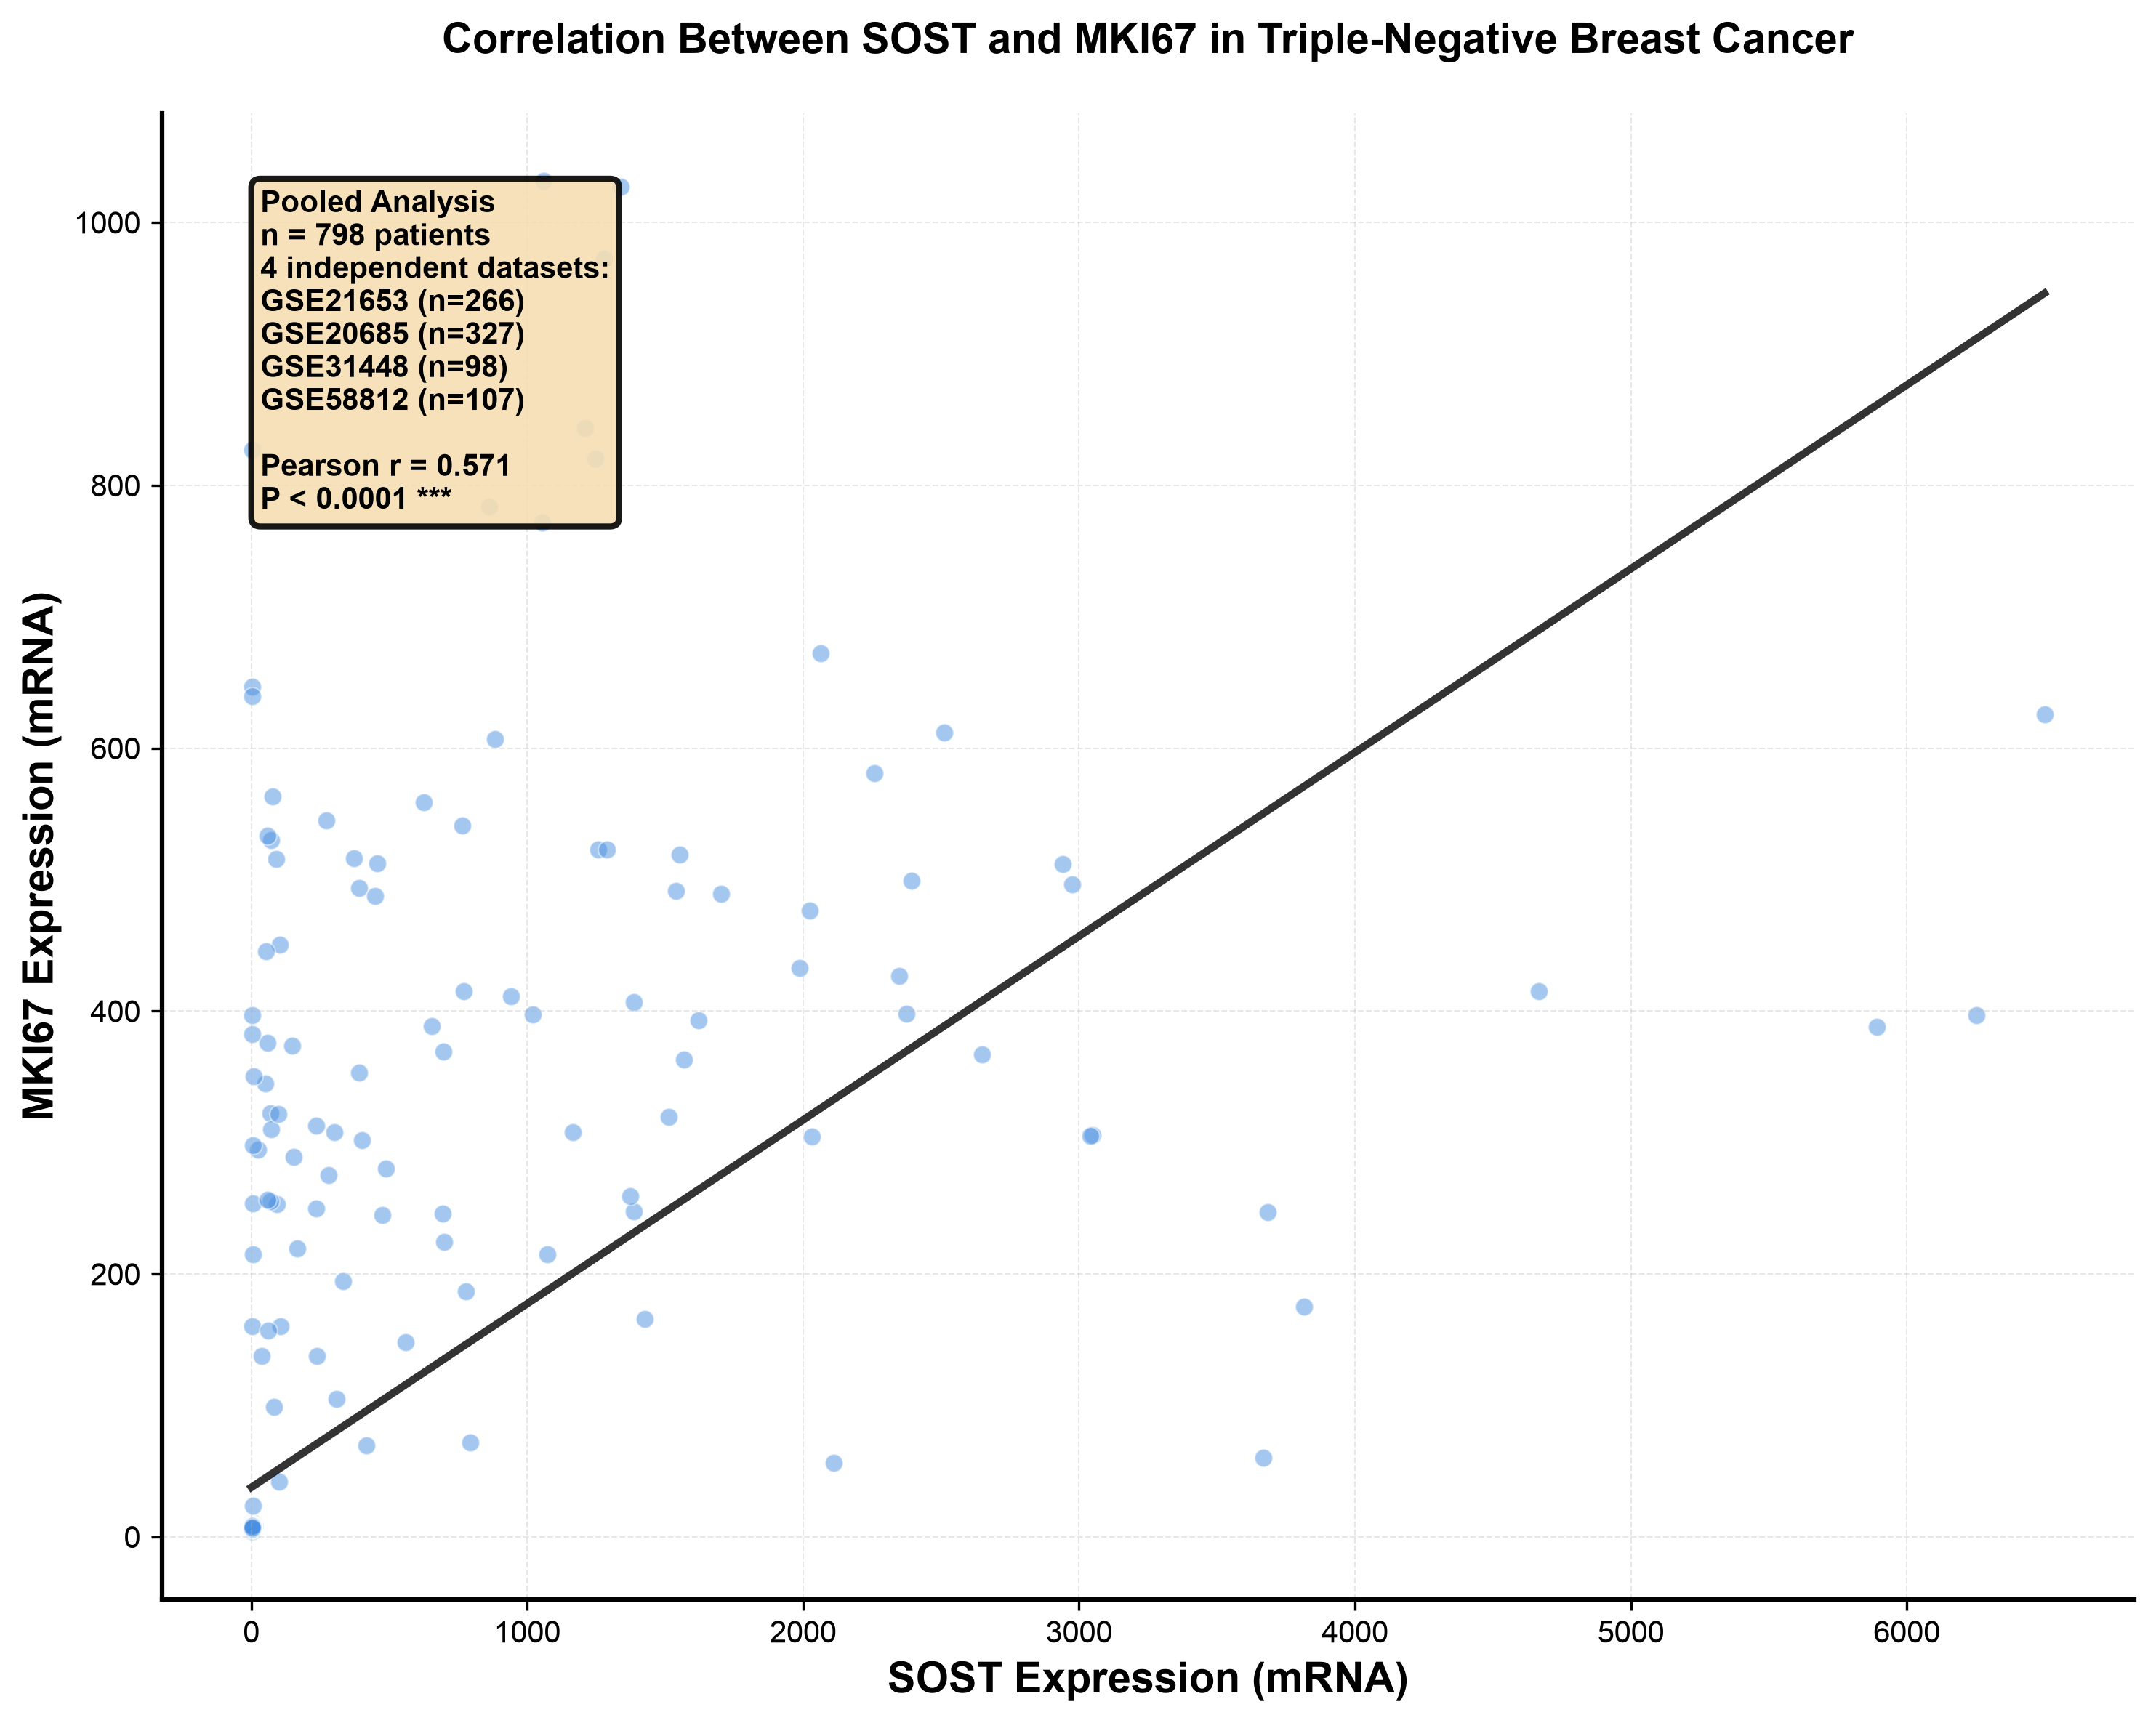 Correlation Between SOST and MKI67 in Triple-Negative Breast Cancer
Pooled Analysis
n = 798 patients
4 independent datasets:
GSE21653 (n=266)
GSE20685 (n=327)
GSE31448 (n=98)
GSE58812 (n=107)
Pearson r = 0.571
P < 0.0001 ***
MKI67 Expression (mRNA)
1000
800
600
400
200
0
0 1000 2000 3000 4000 5000 6000
SOST Expression (mRNA)